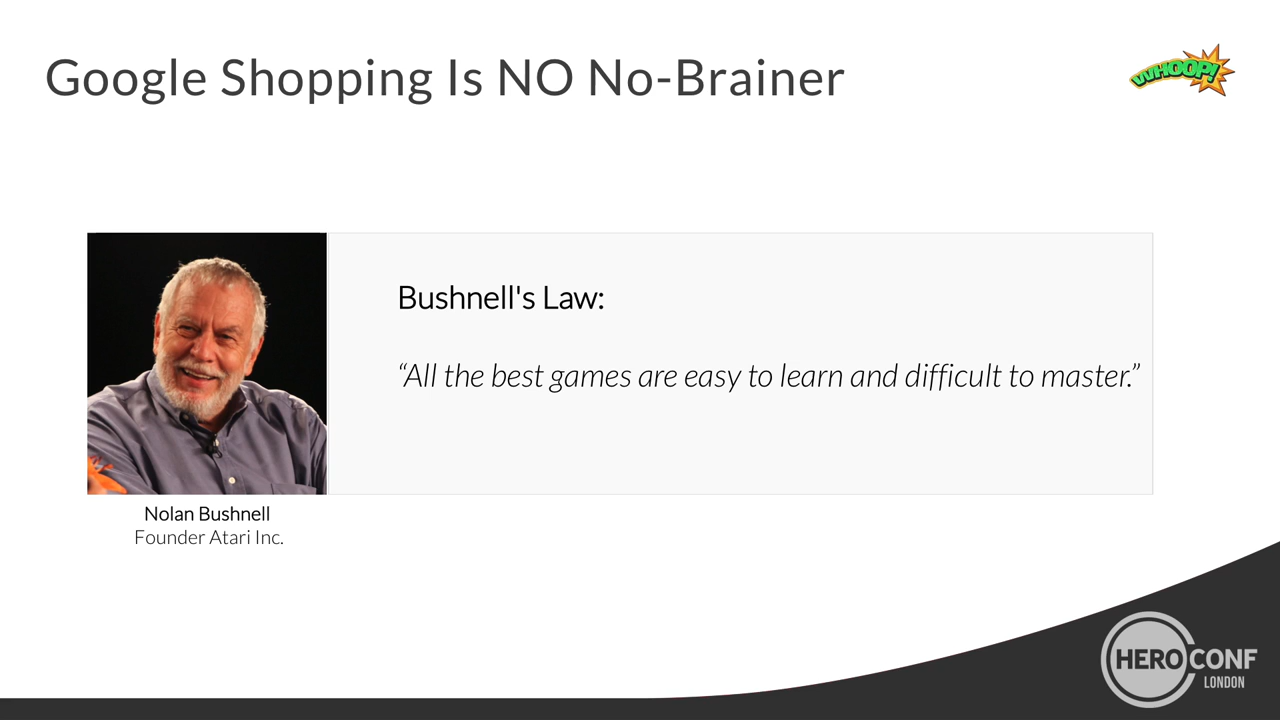 Google Shopping Is NO No-Brainer
WHOOP!
Bushnell's Law:
“All the best games are easy to learn and difficult to master.”
Nolan Bushnell
Founder Atari Inc.
HEROCONF
LONDON